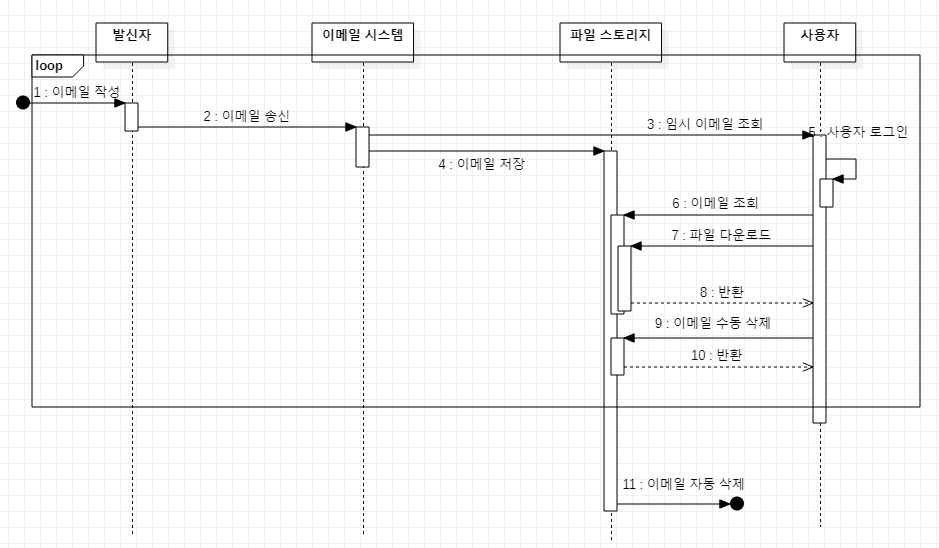 발신자
이메일 시스템
파일 스토리지
사용자
loop
1 : 이메일 작성
2 : 이메일 송신
3 : 임시 이메일 조회
5 : 사용자 로그인
4 : 이메일 저장
6 : 이메일 조회
7 : 파일 다운로드
8 : 반환
9 : 이메일 수동 삭제
10 : 반환
11 : 이메일 자동 삭제